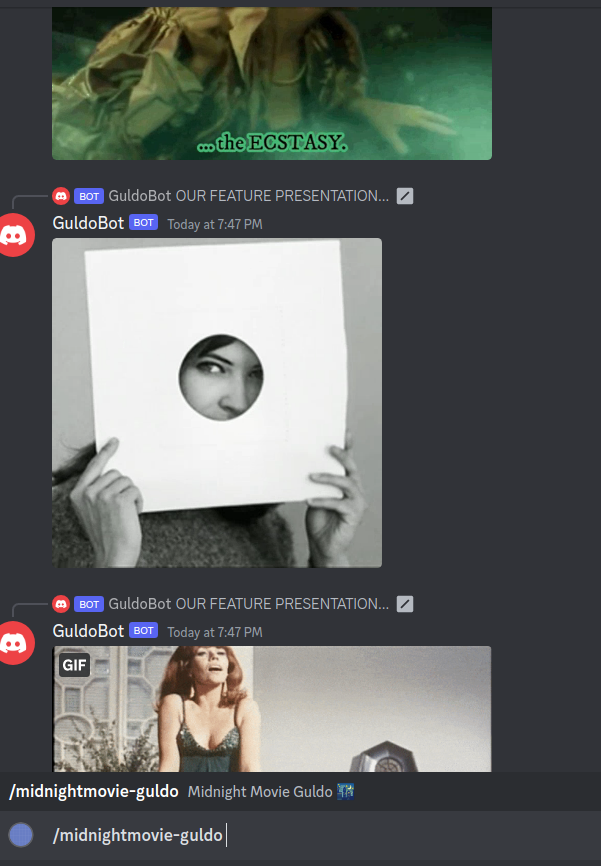 ...the ECSTASY.
BOT GuldoBot OUR FEATURE PRESENTATION...
GuldoBot BOT Today at 7:47 PM
BOT GuldoBot OUR FEATURE PRESENTATION...
GuldoBot BOT Today at 7:47 PM
GIF
/midnightmovie-guldo Midnight Movie Guldo
/midnightmovie-guldo